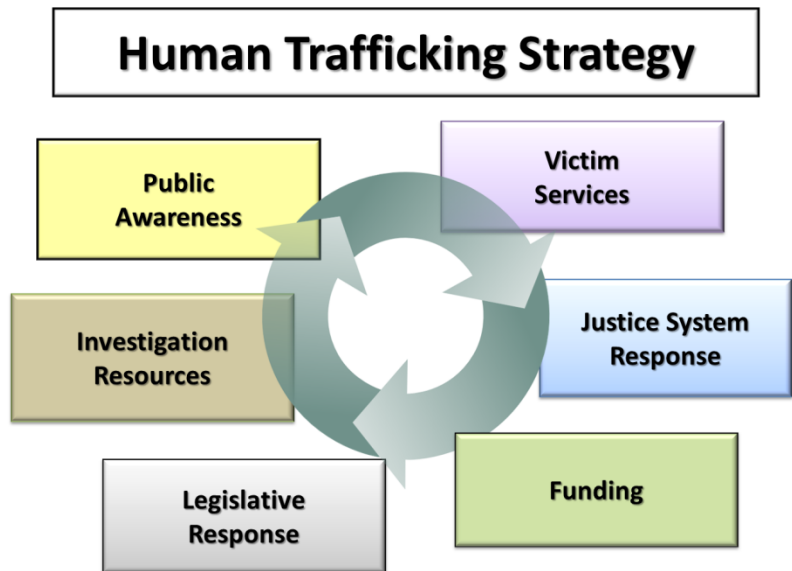 Human Trafficking Strategy
Public
Awareness
Victim
Services
Investigation
Resources
Justice System
Response
Legislative
Response
Funding